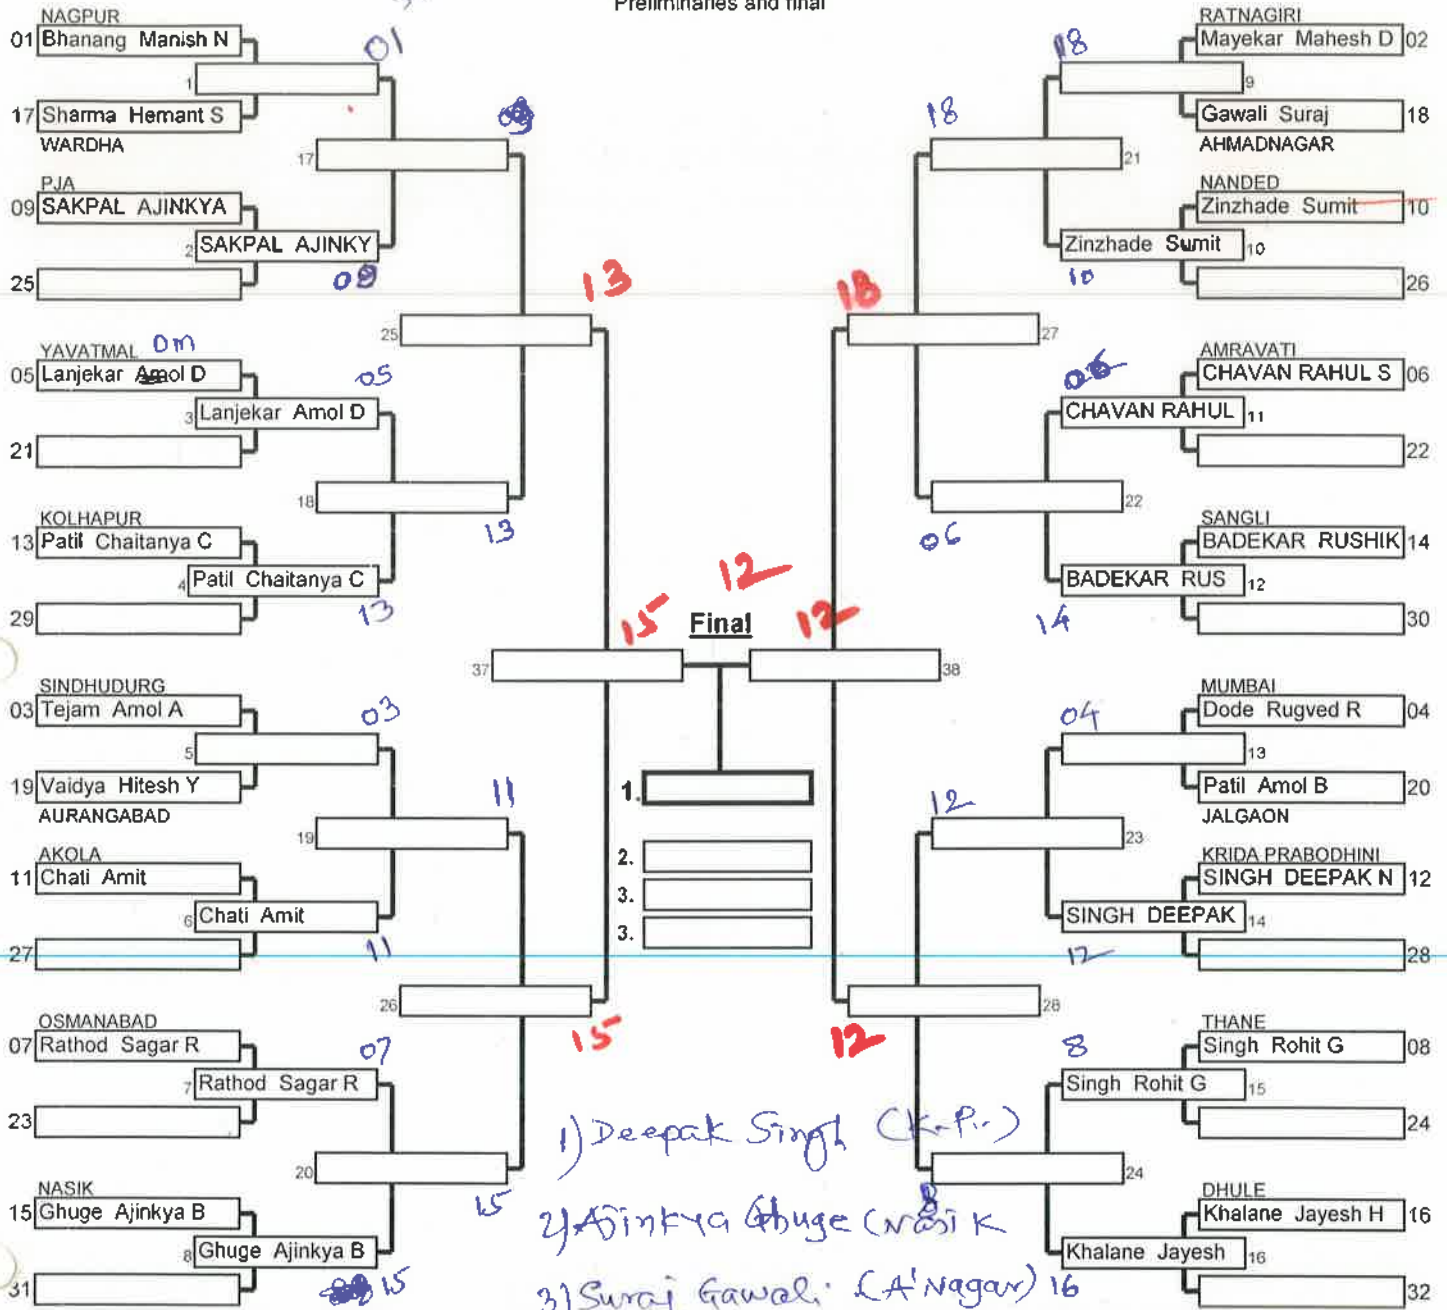 Preliminaries and final
NAGPUR
01 Bhanang Manish N
01
1
17 Sharma Hemant S
WARDHA
17
09
PJA
09 SAKPAL AJINKYA
2 SAKPAL AJINKY
09
25
25
13
YAVATMAL
Om
05 Lanjekar Amol D
05
3 Lanjekar Amol D
21
18
13
KOLHAPUR
13 Patil Chaitanya C
4 Patil Chaitanya C
13
29
37
15
SINDHUDURG
03 Tejam Amol A
03
5
19 Vaidya Hitesh Y
AURANGABAD
19
11
AKOLA
11 Chati Amit
6 Chati Amit
11
27
26
15
OSMANABAD
07 Rathod Sagar R
07
7 Rathod Sagar R
23
20
15
NASIK
15 Ghuge Ajinkya B
8 Ghuge Ajinkya B
15
31
12
Final
1.
2.
3.
3.
RATNAGIRI
Mayekar Mahesh D 02
18
9
Gawali Suraj 18
AHMADNAGAR
18
21
NANDED
Zinzhade Sumit 10
Zinzhade Sumit 10
10
26
18
27
AMRAVATI
CHAVAN RAHUL S 06
06
CHAVAN RAHUL 11
22
22
06
SANGLI
BADEKAR RUSHIK 14
BADEKAR RUS 12
14
30
12
38
MUMBAI
Dode Rugved R 04
04
13
Patil Amol B 20
JALGAON
12
23
KRIDA PRABODHINI
SINGH DEEPAK N 12
SINGH DEEPAK 14
12
28
28
12
THANE
Singh Rohit G 08
8
Singh Rohit G 15
24
24
8
DHULE
Khalane Jayesh H 16
Khalane Jayesh 16
16
32
1) Deepak Singh (K.P.)
2) Ajinkya Ghuge (Nasik
3) Suraj Gawali (A'Nagar)